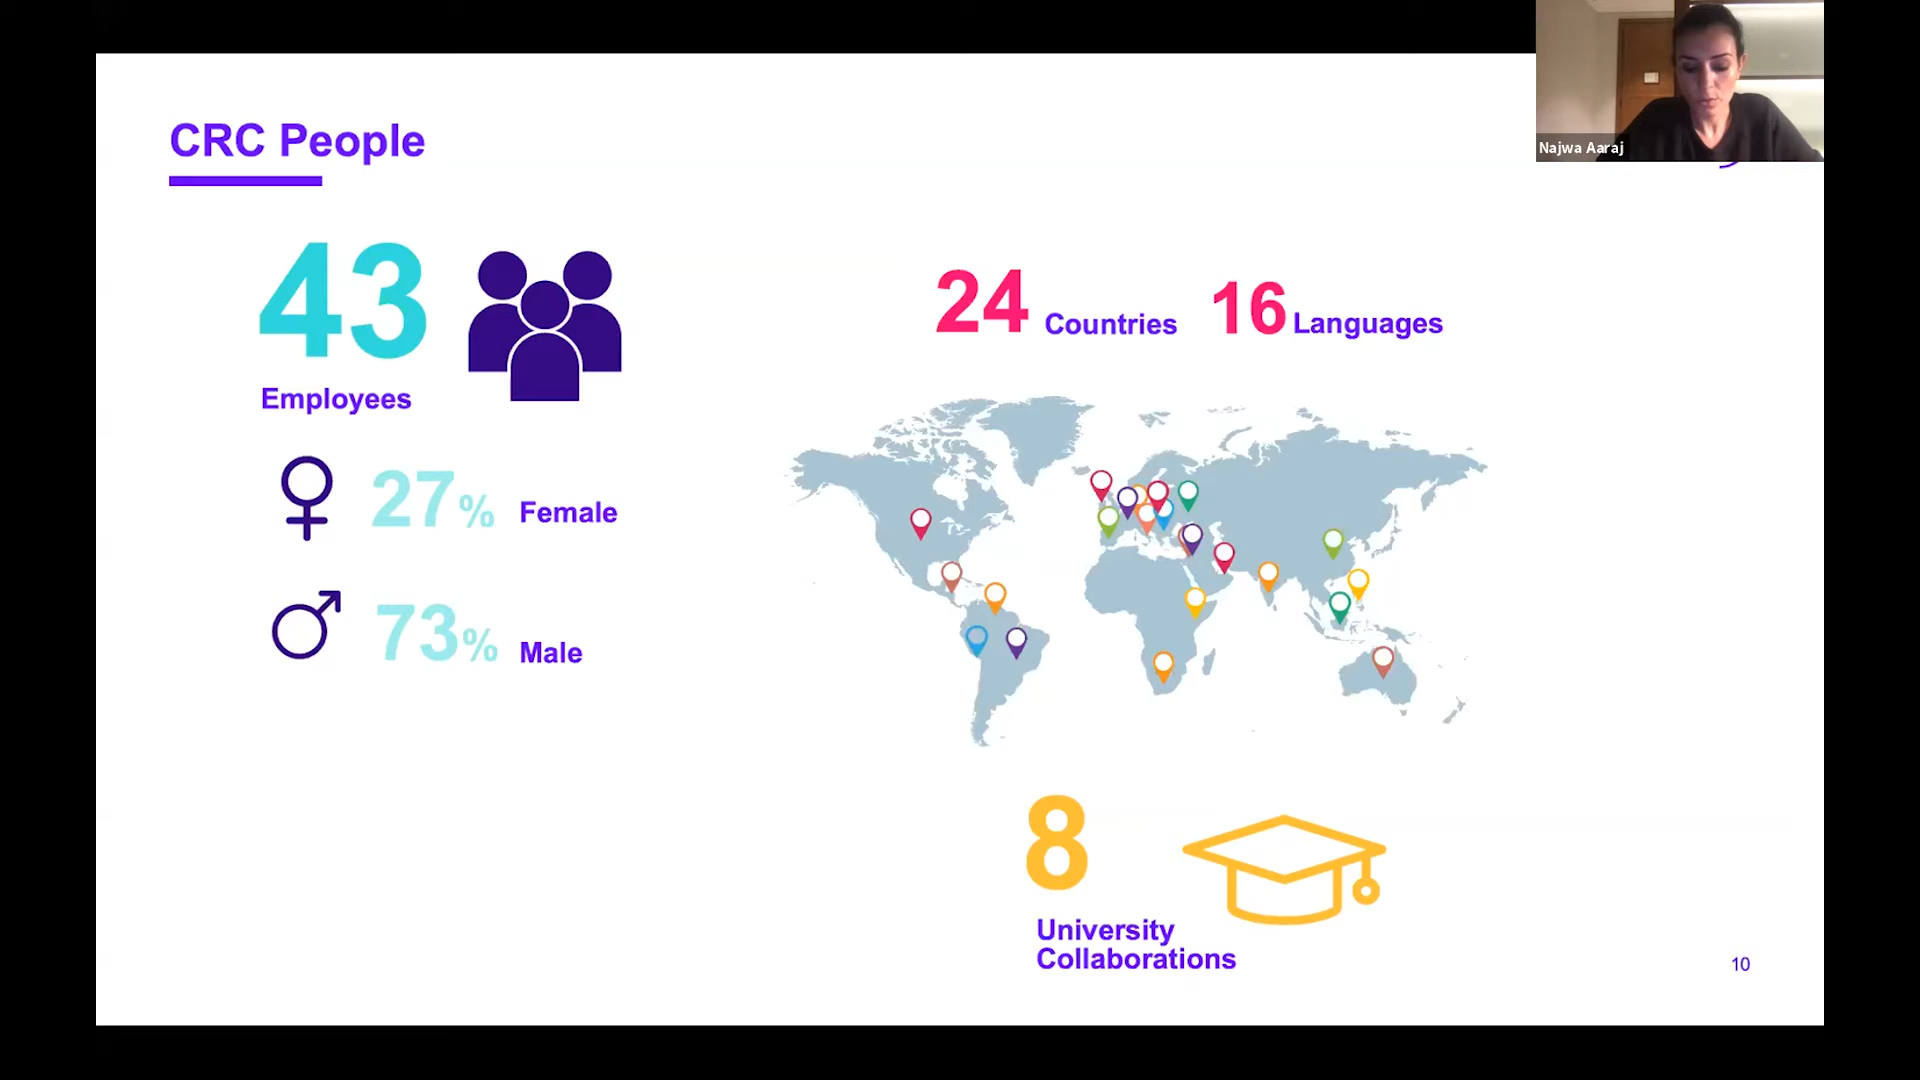 Najwa Aaraj
CRC People
43
Employees
27% Female
73% Male
24 Countries 16 Languages
8
University
Collaborations
10